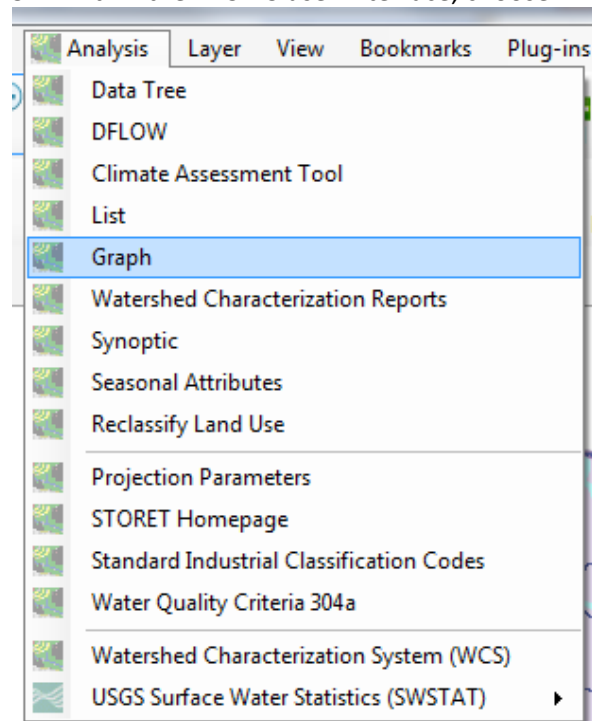 Analysis Layer View Bookmarks Plug-ins
Data Tree
DFLOW
Climate Assessment Tool
List
Graph
Watershed Characterization Reports
Synoptic
Seasonal Attributes
Reclassify Land Use
Projection Parameters
STORET Homepage
Standard Industrial Classification Codes
Water Quality Criteria 304a
Watershed Characterization System (WCS)
USGS Surface Water Statistics (SWSTAT)